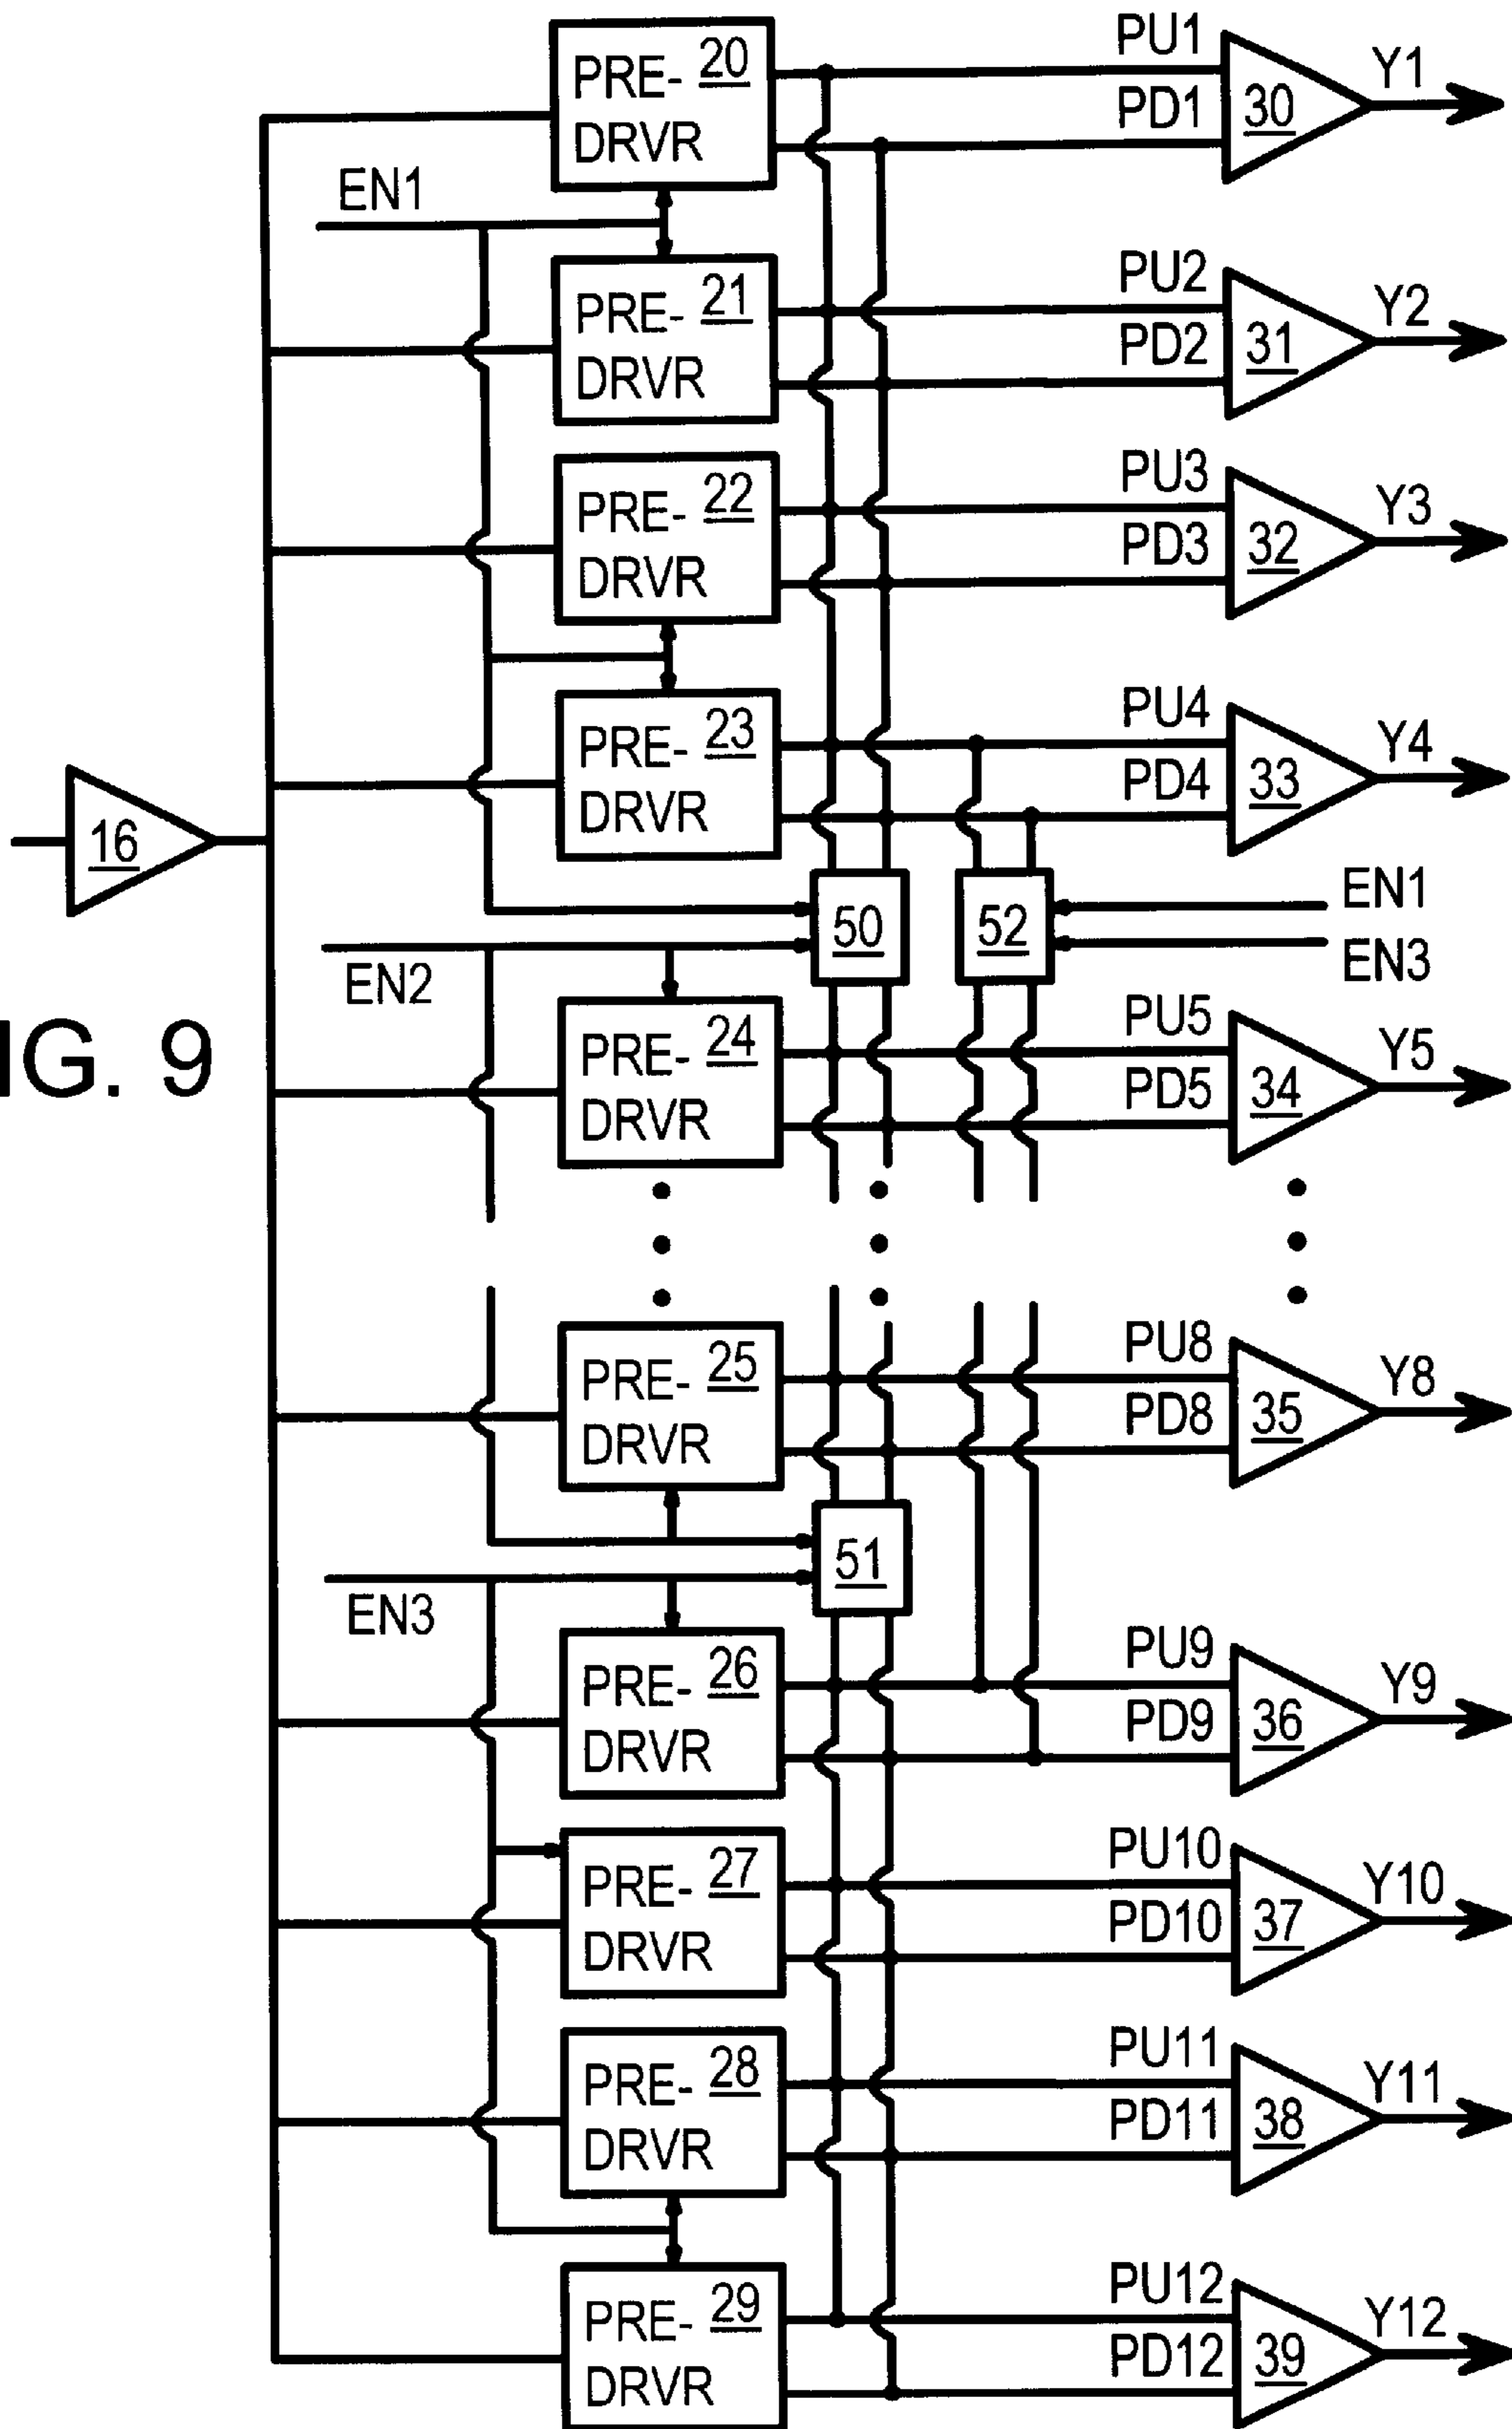 PRE- 20
DRVR
PU1
PD1
30
Y1
EN1
PRE- 21
DRVR
PU2
PD2
31
Y2
PRE- 22
DRVR
PU3
PD3
32
Y3
PRE- 23
DRVR
PU4
PD4
33
Y4
16
50
52
EN1
EN3
EN2
IG. 9
PRE- 24
DRVR
PU5
PD5
34
Y5
PRE- 25
DRVR
PU8
PD8
35
Y8
51
EN3
PRE- 26
DRVR
PU9
PD9
36
Y9
PRE- 27
DRVR
PU10
PD10
37
Y10
PRE- 28
DRVR
PU11
PD11
38
Y11
PRE- 29
DRVR
PU12
PD12
39
Y12